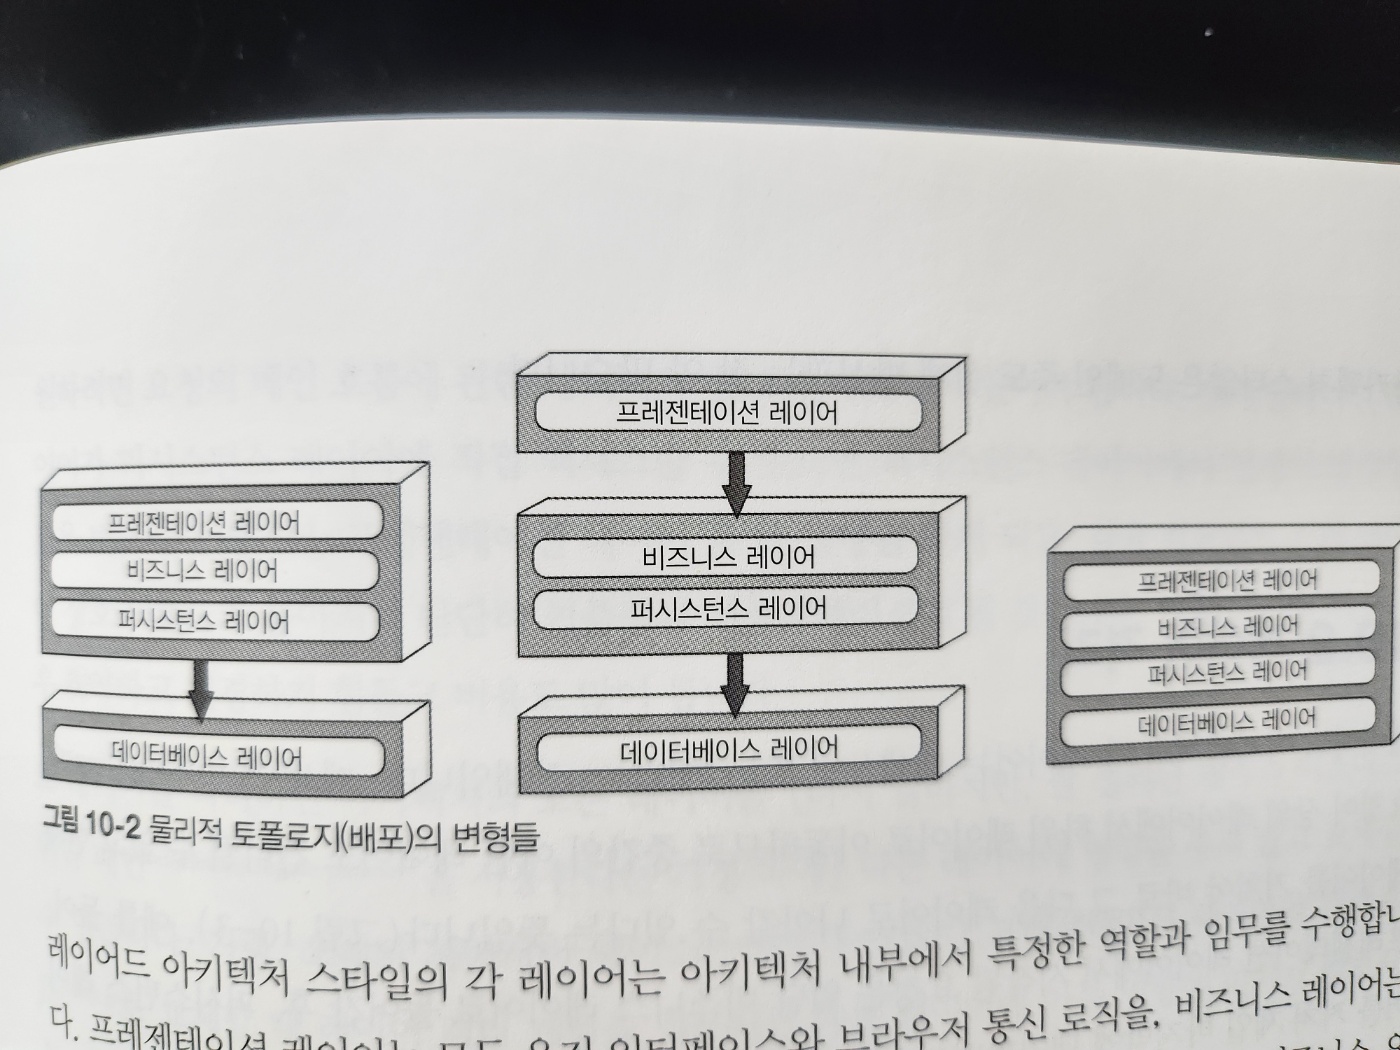 프레젠테이션 레이어
비즈니스 레이어
퍼시스턴스 레이어
데이터베이스 레이어
프레젠테이션 레이어
비즈니스 레이어
퍼시스턴스 레이어
데이터베이스 레이어
프레젠테이션 레이어
비즈니스 레이어
퍼시스턴스 레이어
데이터베이스 레이어
그림 10-2 물리적 토폴로지(배포)의 변형들
레이어드 아키텍처 스타일의 각 레이어는 아키텍처 내부에서 특정한 역할과 임무를 수행합니
다. 프레젠테이션 레이어는 모든 유저 인터페이스와 브라우저 통신 로직을, 비즈니스 레이어는